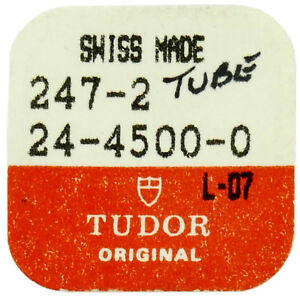 SWISS MADE
247-2 TUBE
24-4500-0
L-07
TUDOR
ORIGINAL